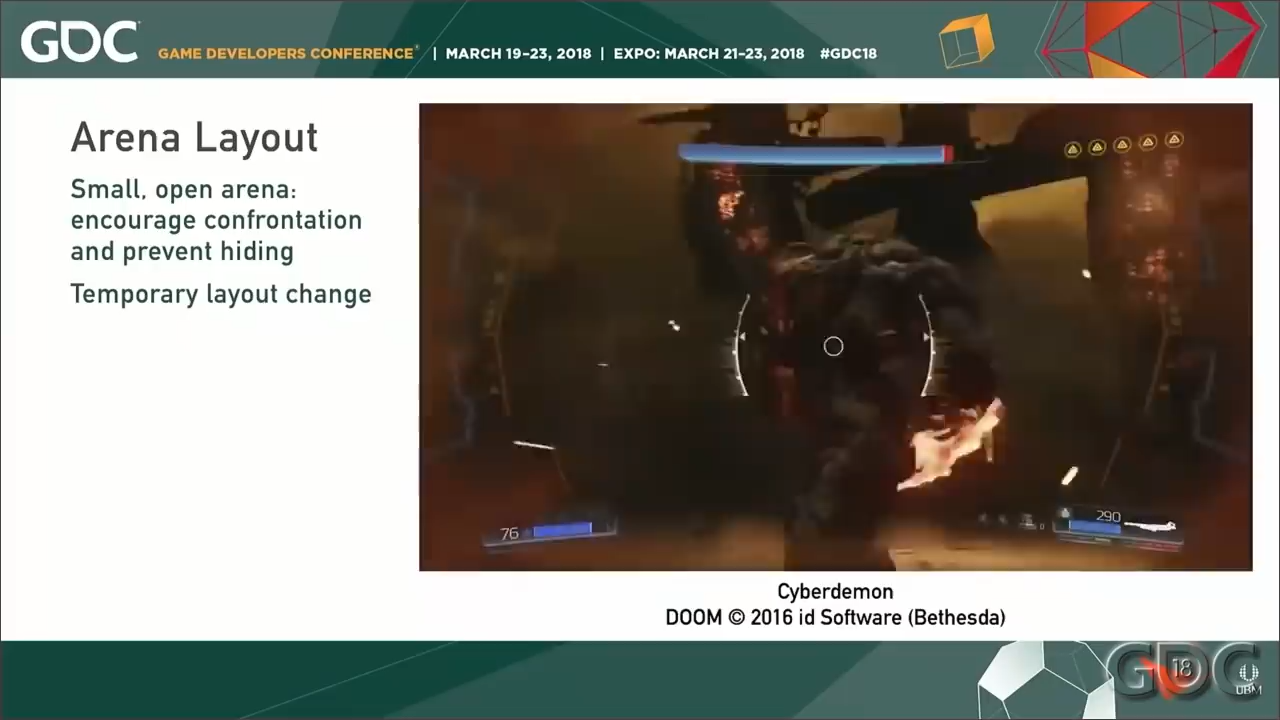 GDC
GAME DEVELOPERS CONFERENCE® | MARCH 19–23, 2018 | EXPO: MARCH 21–23, 2018 #GDC18
Arena Layout
Small, open arena:
encourage confrontation
and prevent hiding
Temporary layout change
76
290
Cyberdemon
DOOM © 2016 id Software (Bethesda)
GDC
18
UBM